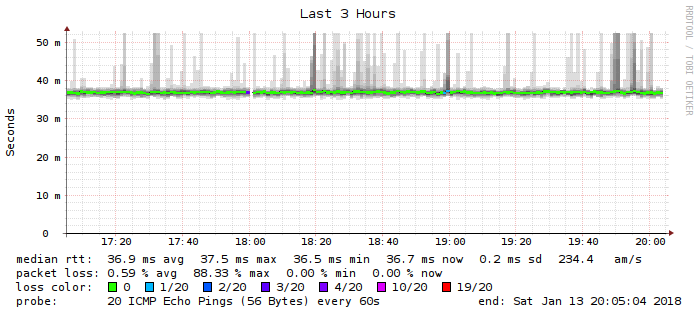 Last 3 Hours
RRDTOOL / TOBI OETIKER
Seconds
50 m
40 m
30 m
20 m
10 m
0
17:20 17:40 18:00 18:20 18:40 19:00 19:20 19:40 20:00
median rtt: 36.9 ms avg 37.5 ms max 36.5 ms min 36.7 ms now 0.2 ms sd 234.4 am/s
packet loss: 0.59 % avg 88.33 % max 0.00 % min 0.00 % now
loss color: 0 1/20 2/20 3/20 4/20 10/20 19/20
probe: 20 ICMP Echo Pings (56 Bytes) every 60s end: Sat Jan 13 20:05:04 2018